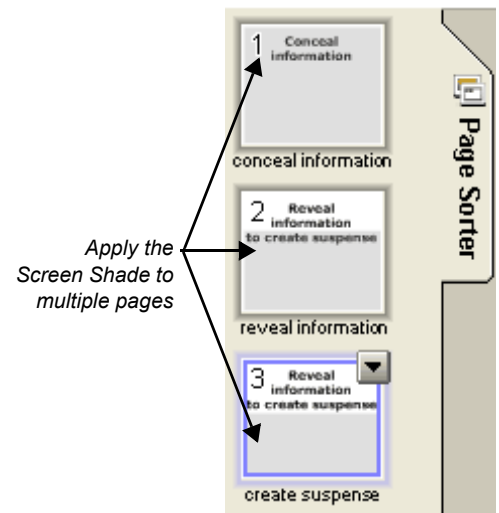 1 Conceal
information
conceal information
Page Sorter
2 Reveal
information
to create suspense
Apply the
Screen Shade to
multiple pages
reveal information
3 Reveal
information
to create suspense
create suspense